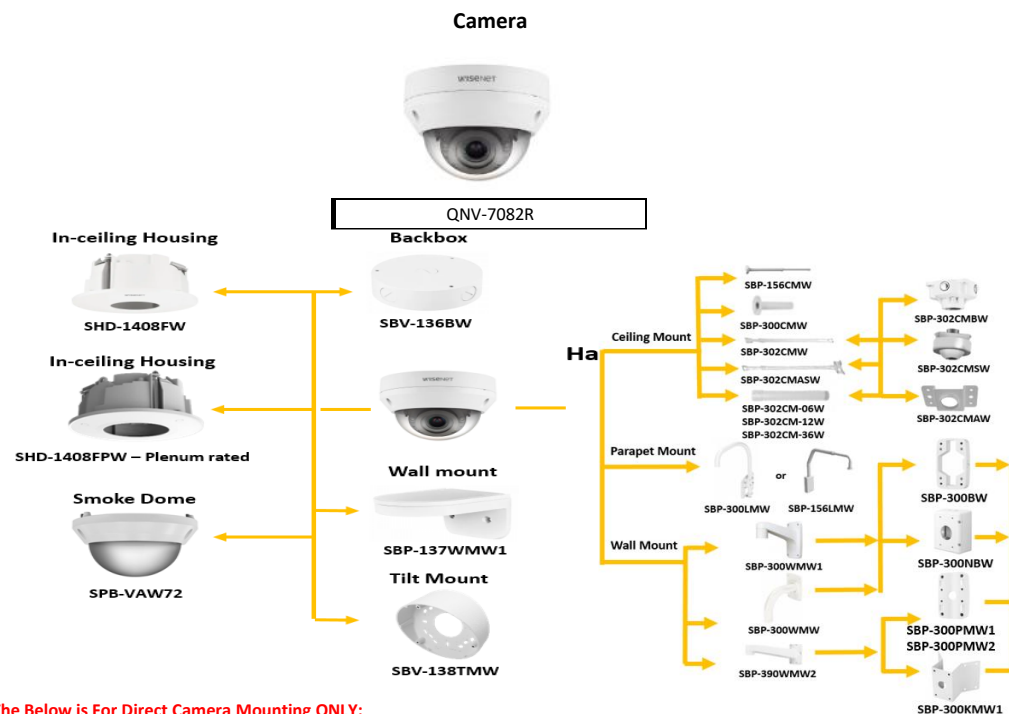 Camera
WISENET
QNV-7082R
In-ceiling Housing
SHD-1408FW
In-ceiling Housing
SHD-1408FPW – Plenum rated
Smoke Dome
SPB-VAW72
Backbox
SBV-136BW
WISENET
Wall mount
SBP-137WMW1
Tilt Mount
SBV-138TMW
Ha
Ceiling Mount
SBP-156CMW
SBP-300CMW
SBP-302CMW
SBP-302CMASW
SBP-302CM-06W
SBP-302CM-12W
SBP-302CM-36W
SBP-302CMBW
SBP-302CMSW
SBP-302CMAW
Parapet Mount
SBP-300LMW
or
SBP-156LMW
Wall Mount
SBP-300WMW1
SBP-300WMW
SBP-390WMW2
SBP-300BW
SBP-300NBW
SBP-300PMW1
SBP-300PMW2
SBP-300KMW1
The Below is For Direct Camera Mounting ONLY: